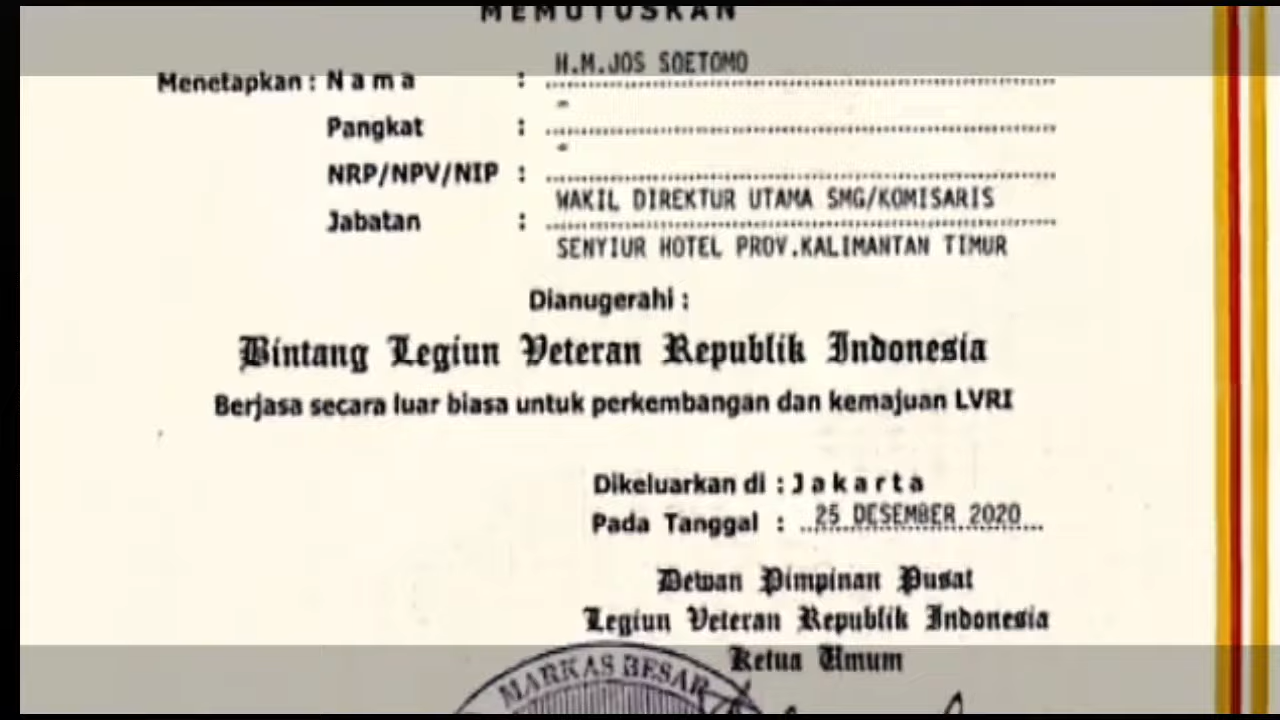 MEMUTUSKAN
Menetapkan : N a m a : H.M.JOS SOETOMO
Pangkat : -
NRP/NPV/NIP : -
Jabatan : WAKIL DIREKTUR UTAMA SMG/KOMISARIS
SENYIUR HOTEL PROV.KALIMANTAN TIMUR
Dianugerahi :
Bintang Legiun Veteran Republik Indonesia
Berjasa secara luar biasa untuk perkembangan dan kemajuan LVRI
Dikeluarkan di : J a k a r t a
Pada Tanggal : 25 DESEMBER 2020
Dewan Pimpinan Pusat
Legiun Veteran Republik Indonesia
Ketua Umum
MARKAS BESAR